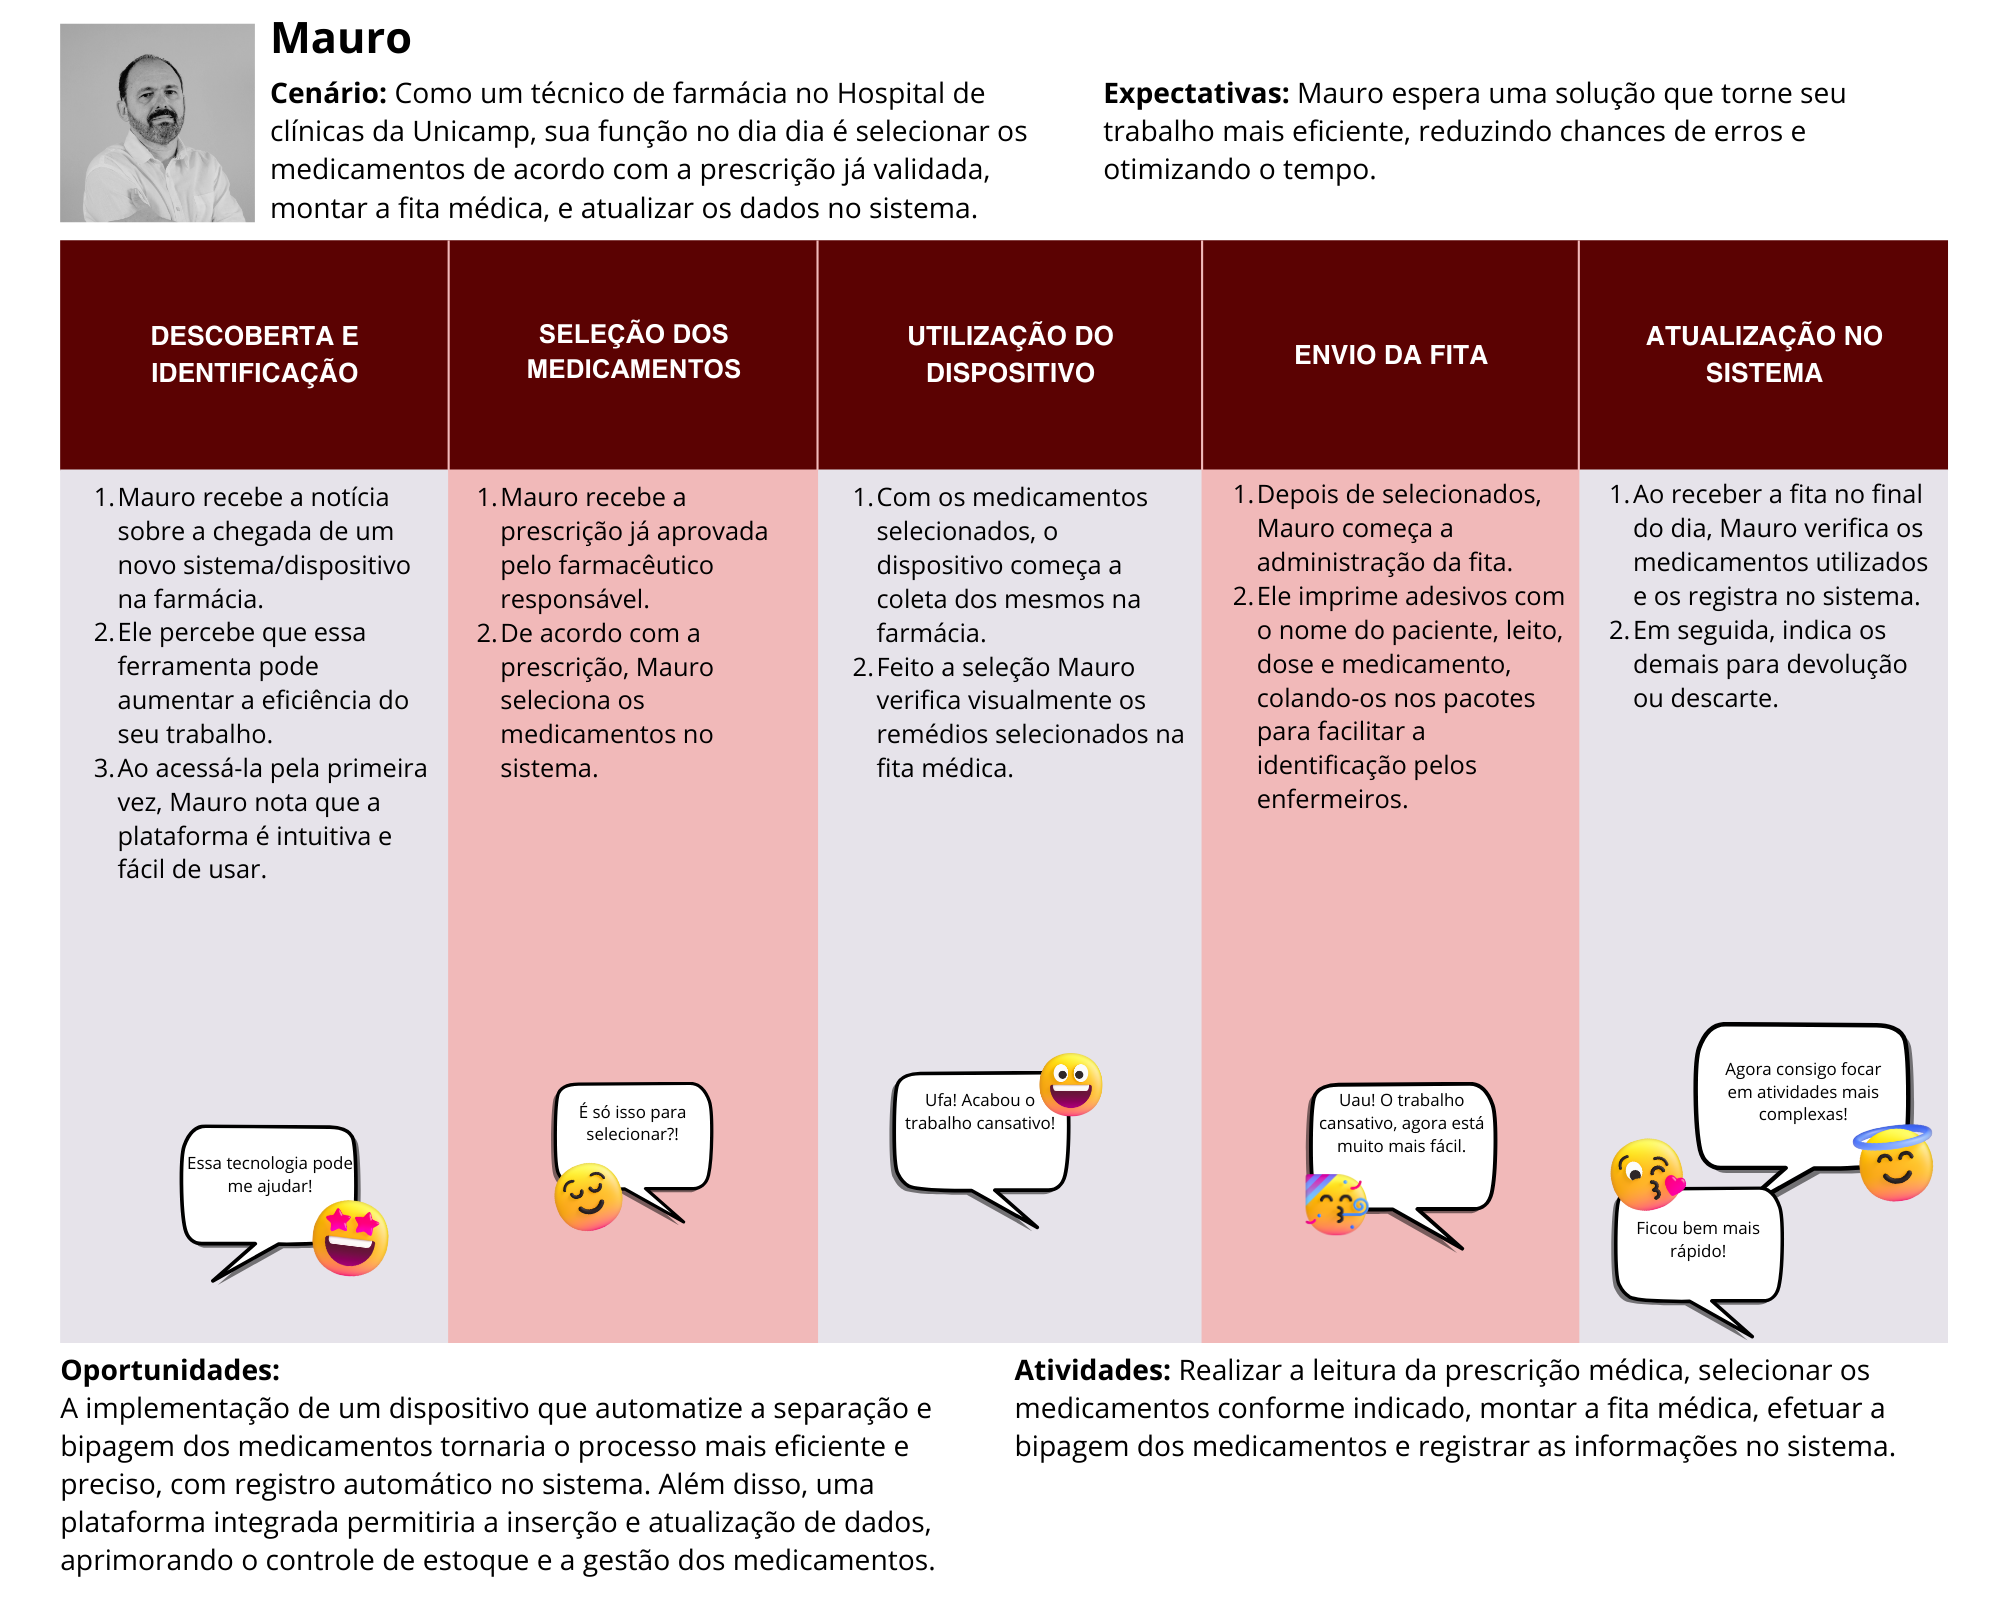 Mauro
Cenário: Como um técnico de farmácia no Hospital de
clínicas da Unicamp, sua função no dia dia é selecionar os
medicamentos de acordo com a prescrição já validada,
montar a fita médica, e atualizar os dados no sistema.
Expectativas: Mauro espera uma solução que torne seu
trabalho mais eficiente, reduzindo chances de erros e
otimizando o tempo.
DESCOBERTA E
IDENTIFICAÇÃO
SELEÇÃO DOS
MEDICAMENTOS
UTILIZAÇÃO DO
DISPOSITIVO
ENVIO DA FITA
ATUALIZAÇÃO NO
SISTEMA
1. Mauro recebe a notícia
sobre a chegada de um
novo sistema/dispositivo
na farmácia.
2. Ele percebe que essa
ferramenta pode
aumentar a eficiência do
seu trabalho.
3. Ao acessá-la pela primeira
vez, Mauro nota que a
plataforma é intuitiva e
fácil de usar.
Essa tecnologia pode
me ajudar!
1. Mauro recebe a
prescrição já aprovada
pelo farmacêutico
responsável.
2. De acordo com a
prescrição, Mauro
seleciona os
medicamentos no
sistema.
É só isso para
selecionar?!
1. Com os medicamentos
selecionados, o
dispositivo começa a
coleta dos mesmos na
farmácia.
2. Feito a seleção Mauro
verifica visualmente os
remédios selecionados na
fita médica.
Ufa! Acabou o
trabalho cansativo!
1. Depois de selecionados,
Mauro começa a
administração da fita.
2. Ele imprime adesivos com
o nome do paciente, leito,
dose e medicamento,
colando-os nos pacotes
para facilitar a
identificação pelos
enfermeiros.
Uau! O trabalho
cansativo, agora está
muito mais fácil.
1. Ao receber a fita no final
do dia, Mauro verifica os
medicamentos utilizados
e os registra no sistema.
2. Em seguida, indica os
demais para devolução
ou descarte.
Agora consigo focar
em atividades mais
complexas!
Ficou bem mais
rápido!
Oportunidades:
A implementação de um dispositivo que automatize a separação e
bipagem dos medicamentos tornaria o processo mais eficiente e
preciso, com registro automático no sistema. Além disso, uma
plataforma integrada permitiria a inserção e atualização de dados,
aprimorando o controle de estoque e a gestão dos medicamentos.
Atividades: Realizar a leitura da prescrição médica, selecionar os
medicamentos conforme indicado, montar a fita médica, efetuar a
bipagem dos medicamentos e registrar as informações no sistema.